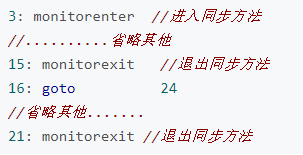 3: monitorenter  //进入同步方法
//..........省略其他
15: monitorexit   //退出同步方法
16: goto          24
//省略其他.......
21: monitorexit //退出同步方法